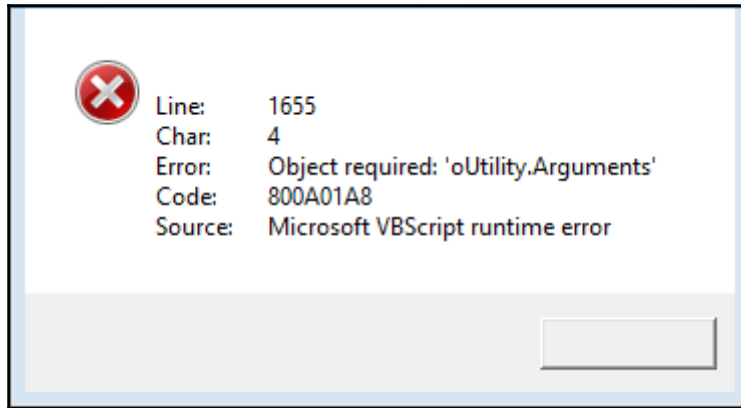 Line: 1655
Char: 4
Error: Object required: 'oUtility.Arguments'
Code: 800A01A8
Source: Microsoft VBScript runtime error